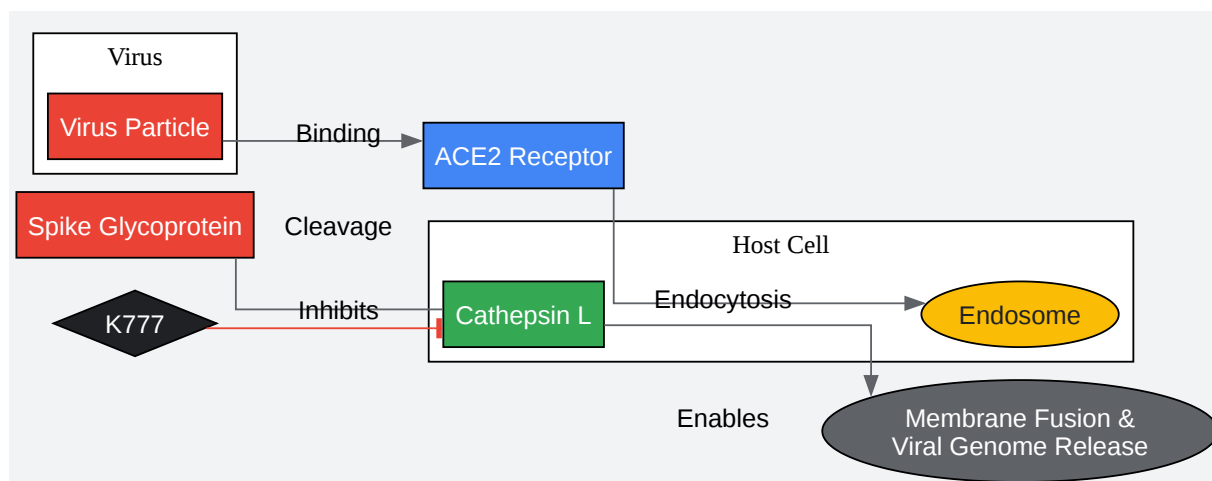 Virus
Virus Particle
Binding
ACE2 Receptor
Spike Glycoprotein
Cleavage
Host Cell
K777
Inhibits
Cathepsin L
Endocytosis
Endosome
Enables
Membrane Fusion &
Viral Genome Release